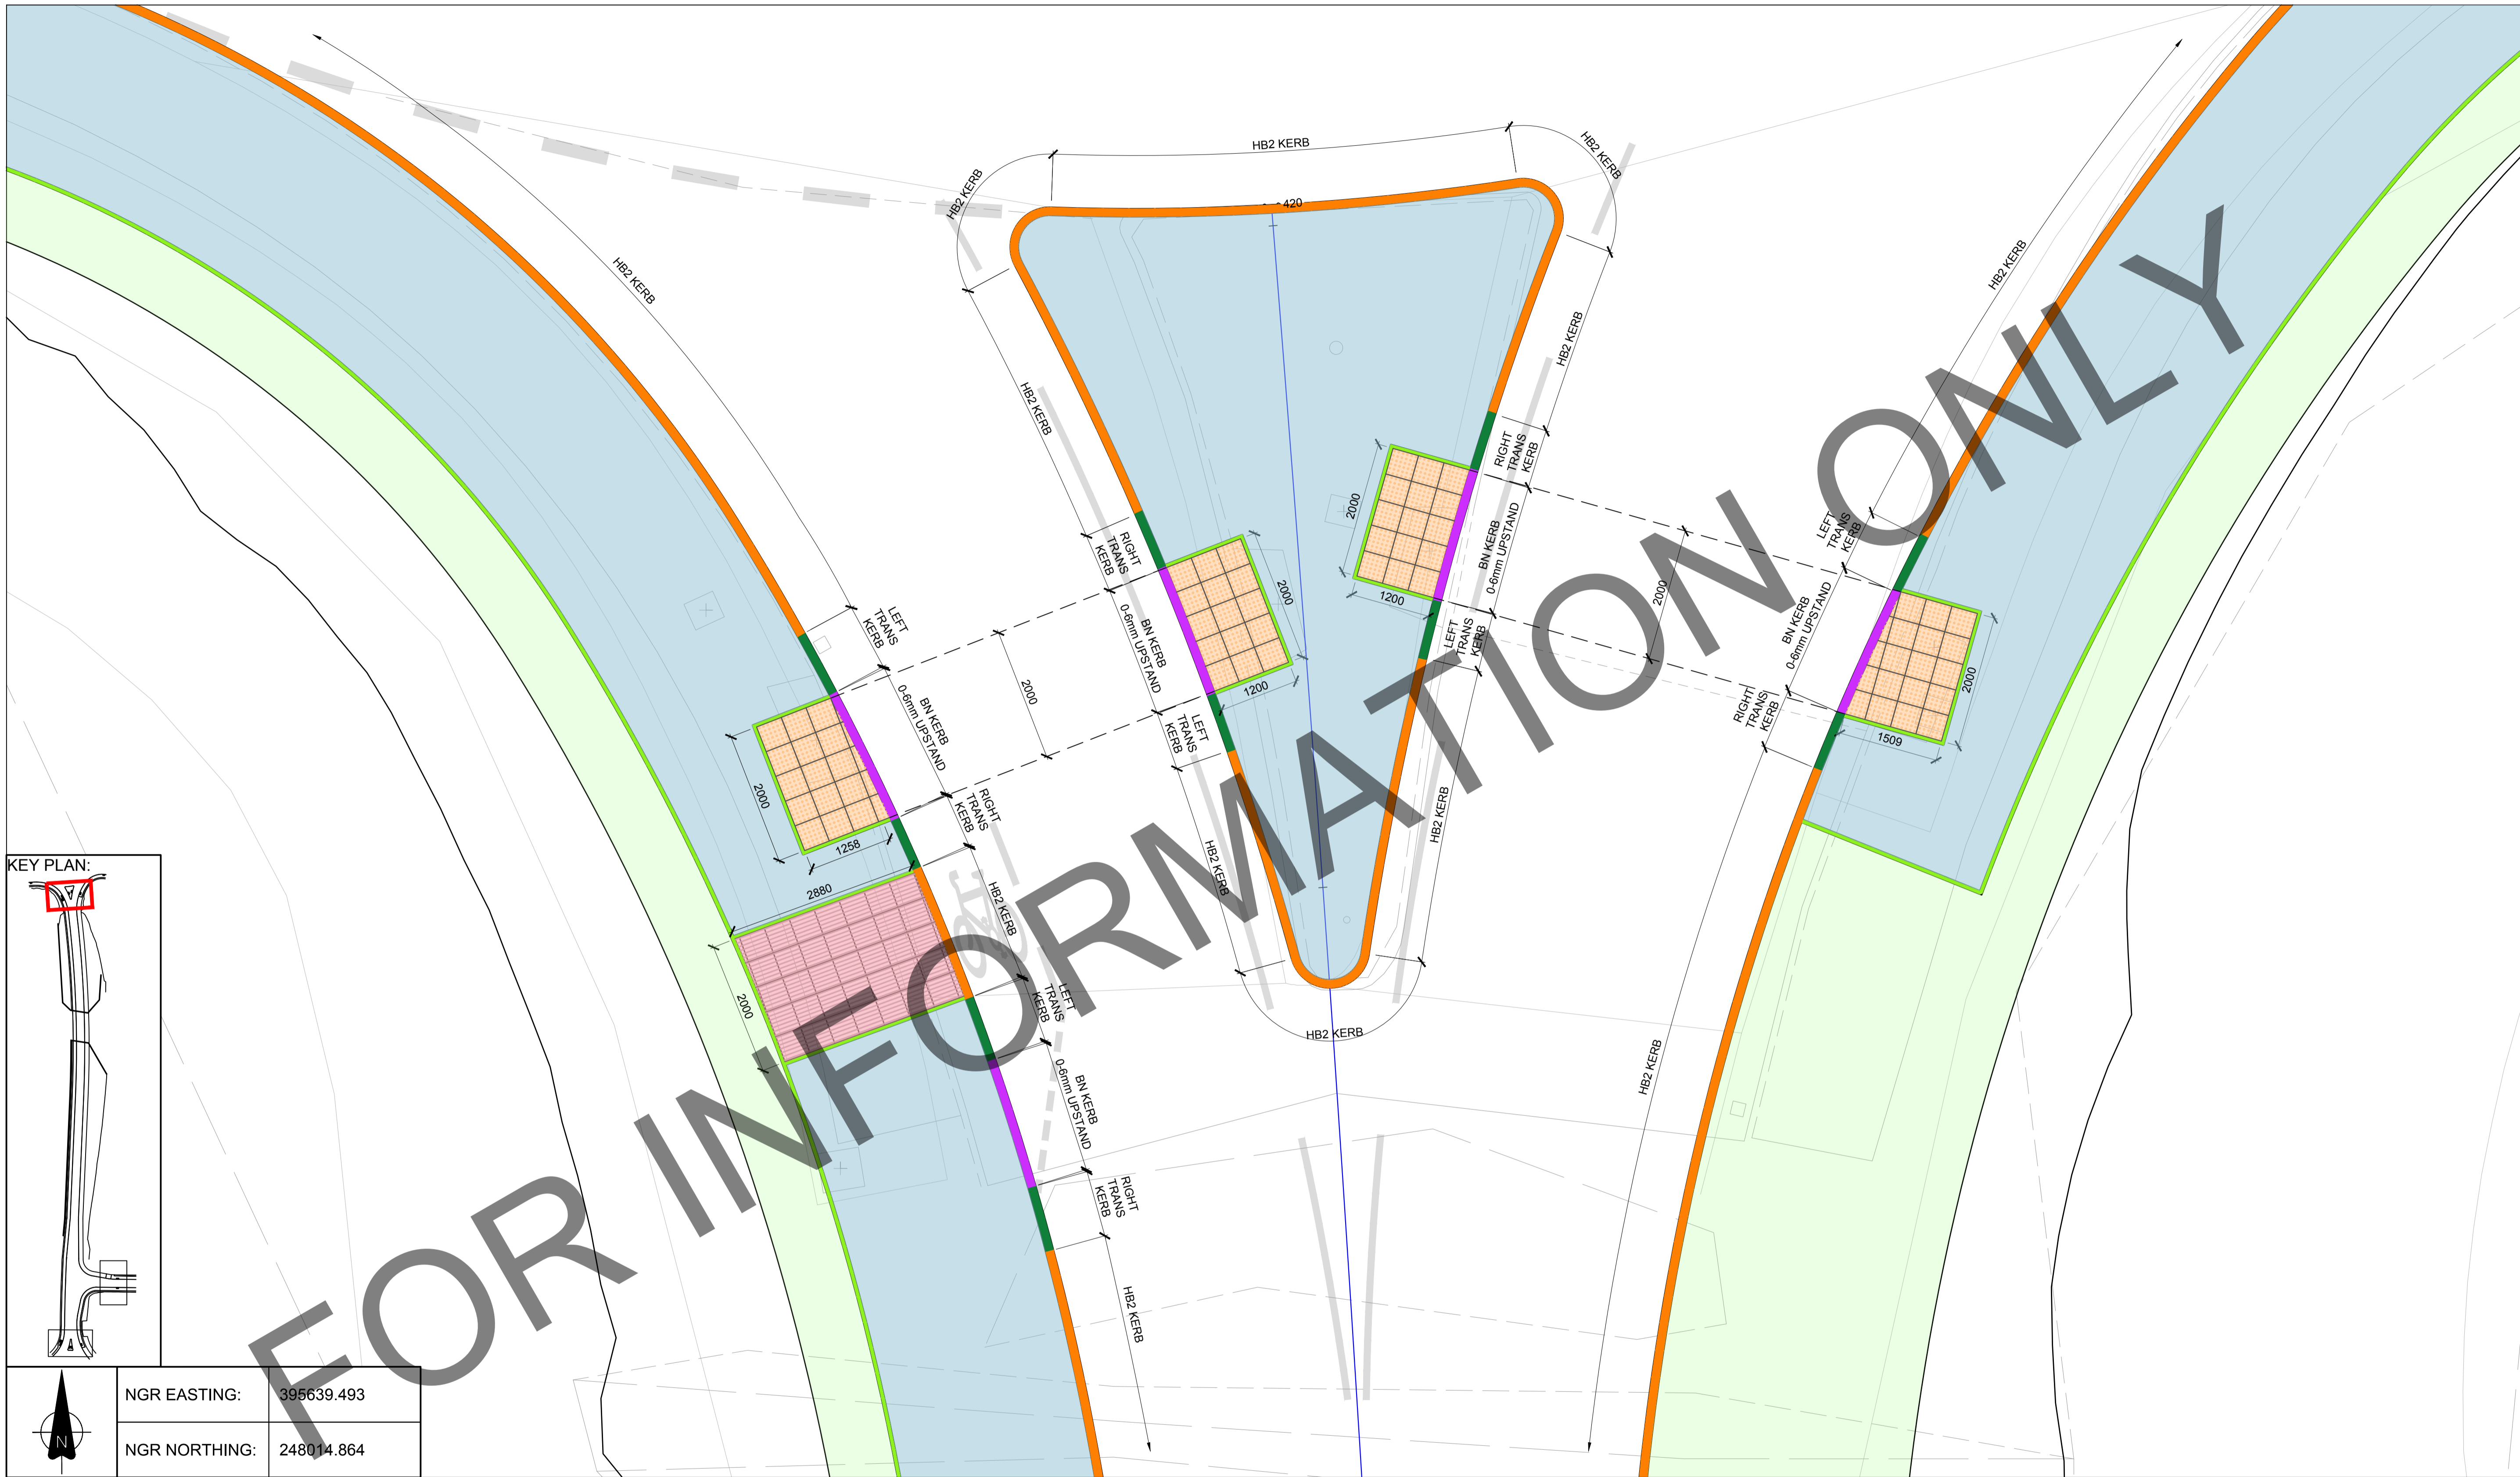 HB2 KERB
HB2 KERB
HB2 KERB
420
HB2 KERB
HB2 KERB
HB2 KERB
HB2 KERB
HB2 KERB
RIGHT
TRANS
KERB
2000
BN KERB
0-6mm UPSTAND
1200
LEFT
TRANS
KERB
2000
LEFT
TRANS
KERB
BN KERB
0-6mm UPSTAND
RIGHT
TRANS
KERB
2000
1509
RIGHT
TRANS
KERB
BN KERB
0-6mm UPSTAND
2000
1200
LEFT
TRANS
KERB
LEFT
TRANS
KERB
BN KERB
0-6mm UPSTAND
2000
2000
1258
RIGHT
TRANS
KERB
2880
2000
HB2 KERB
HB2 KERB
HB2 KERB
HB2 KERB
LEFT
TRANS
KERB
BN KERB
0-6mm UPSTAND
RIGHT
TRANS
KERB
HB2 KERB
HB2 KERB
FOR INFORMATION ONLY
KEY PLAN:
N
NGR EASTING: 395639.493
NGR NORTHING: 248014.864